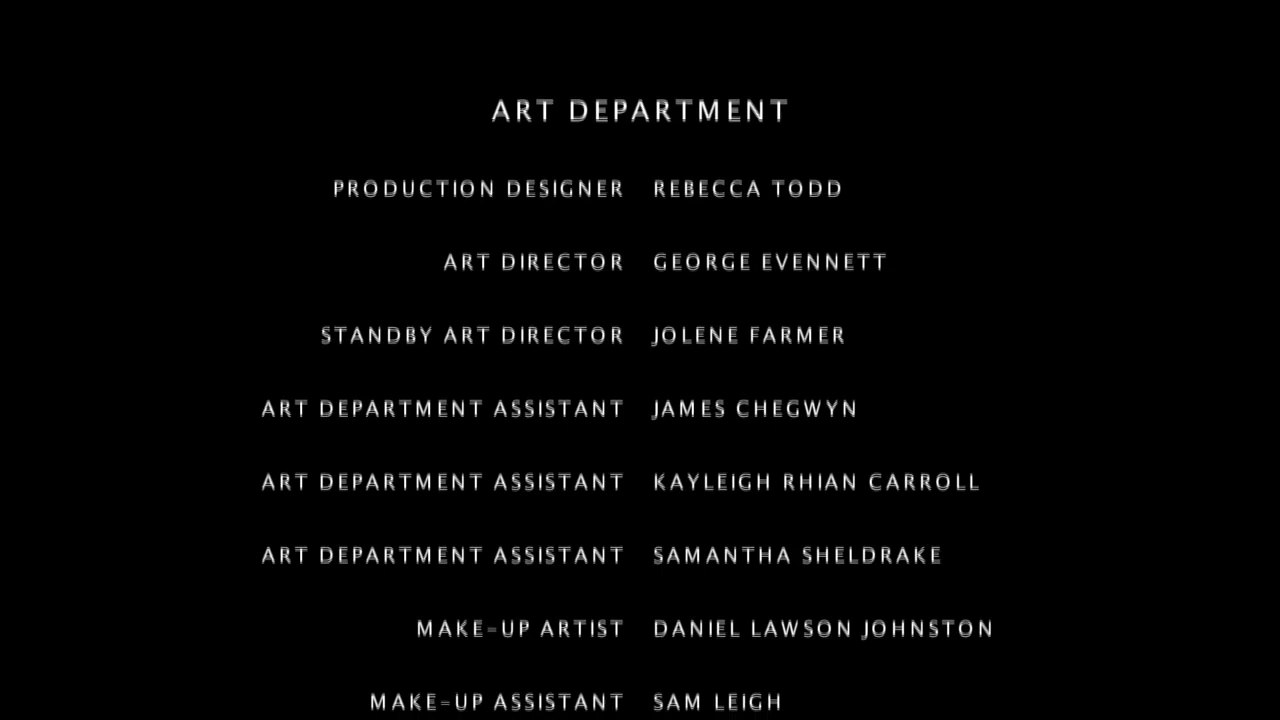 ART DEPARTMENT
PRODUCTION DESIGNER REBECCA TODD
ART DIRECTOR GEORGE EVENNETT
STANDBY ART DIRECTOR JOLENE FARMER
ART DEPARTMENT ASSISTANT JAMES CHEGWYN
ART DEPARTMENT ASSISTANT KAYLEIGH RHIAN CARROLL
ART DEPARTMENT ASSISTANT SAMANTHA SHELDRAKE
MAKE-UP ARTIST DANIEL LAWSON JOHNSTON
MAKE-UP ASSISTANT SAM LEIGH